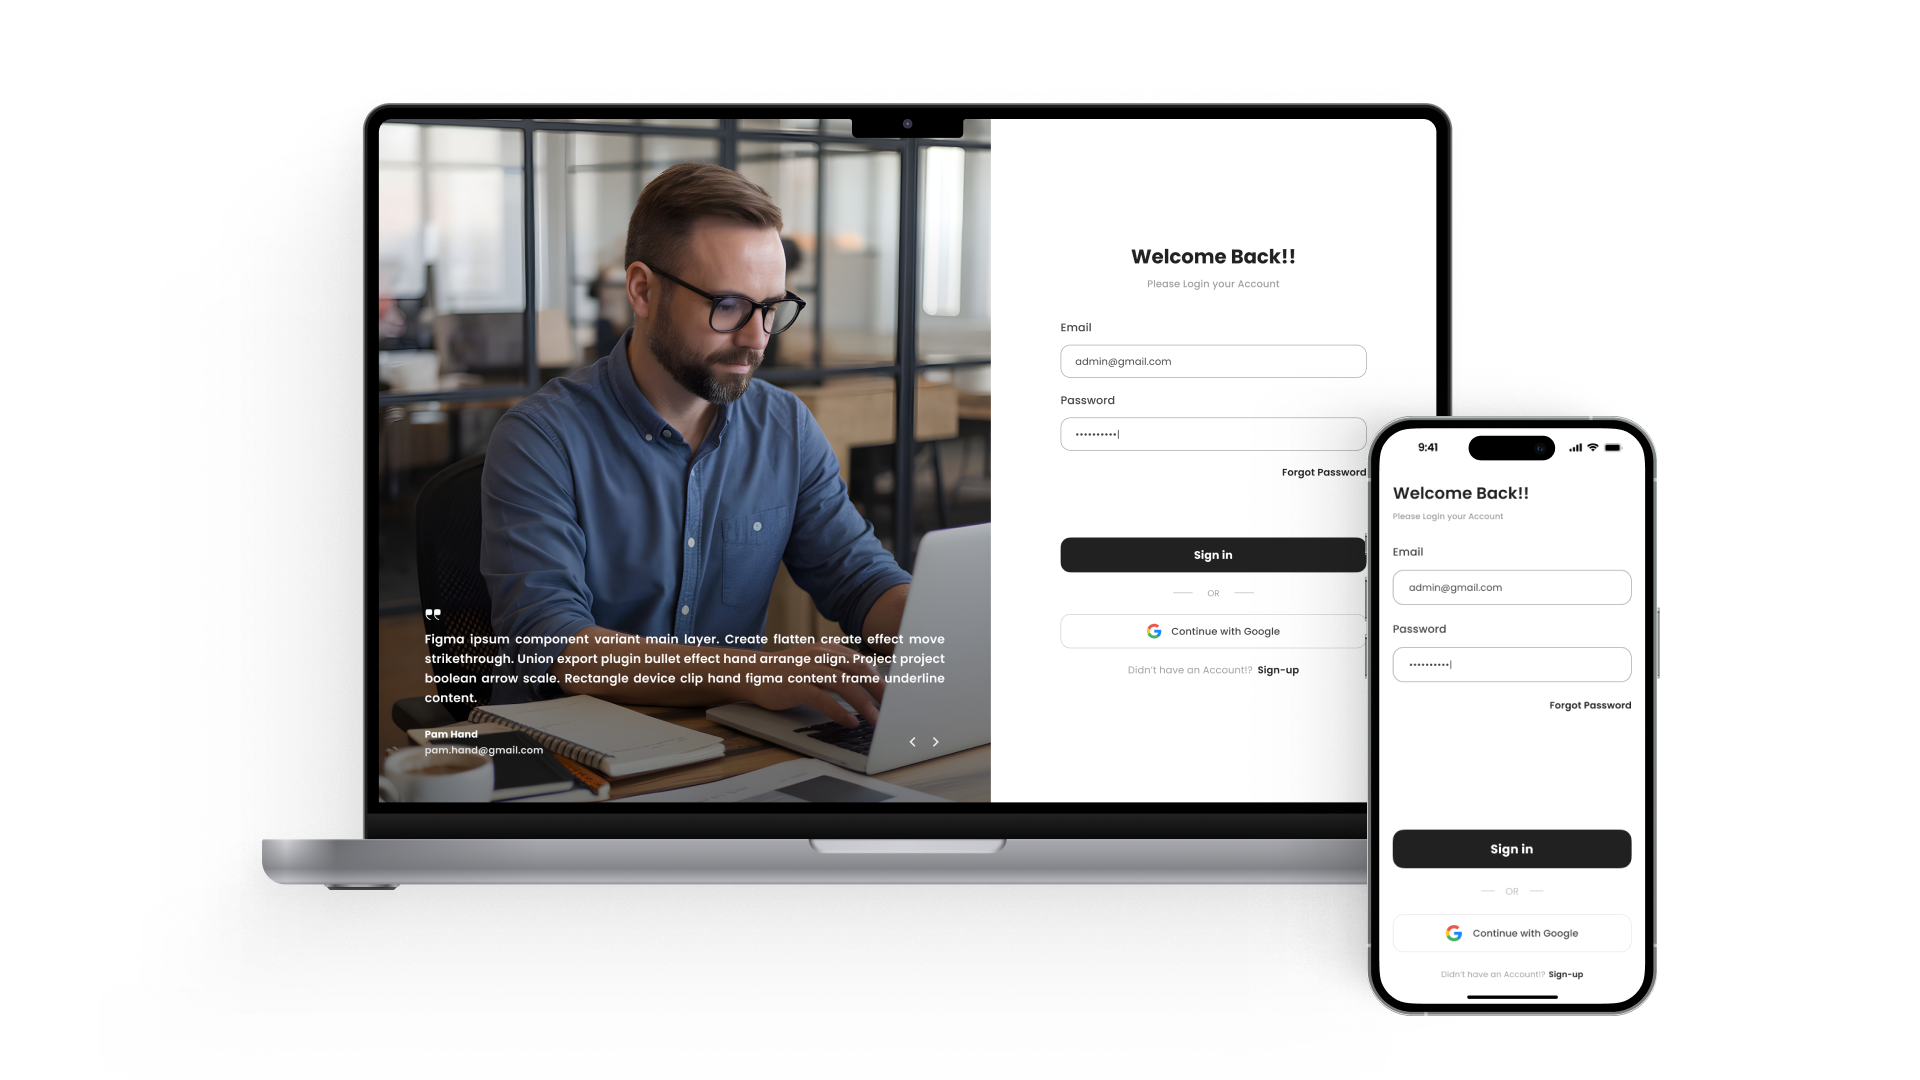 Welcome Back!!
Please Login your Account
Email
admin@gmail.com
Password
••••••••••|
Forgot Password
Sign in
OR
Continue with Google
Didn't have an Account!? Sign-up
Figma ipsum component variant main layer. Create flatten create effect move
strikethrough. Union export plugin bullet effect hand arrange align. Project project
boolean arrow scale. Rectangle device clip hand figma content frame underline
content.
Pam Hand
pam.hand@gmail.com
9:41
Welcome Back!!
Please Login your Account
Email
admin@gmail.com
Password
••••••••••|
Forgot Password
Sign in
OR
Continue with Google
Didn't have an Account!? Sign-up